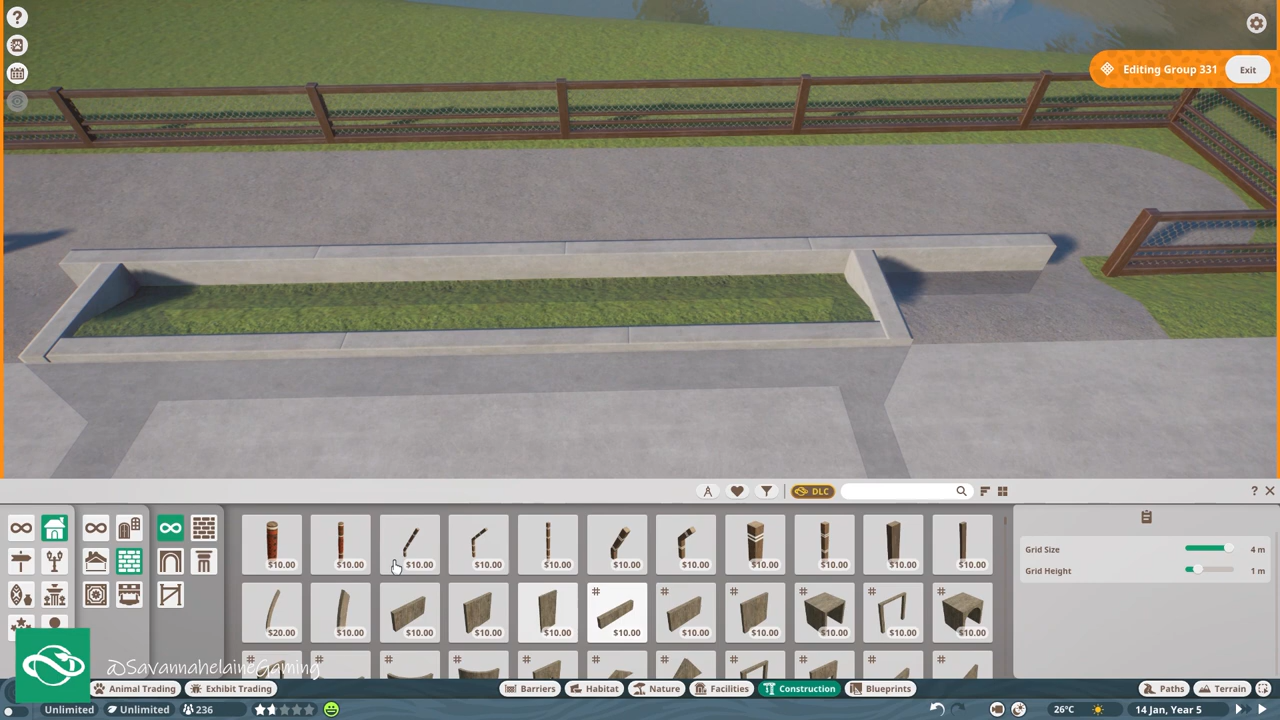 ?
Editing Group 331
Exit
DLC
? ×
$10.00 $10.00 $10.00 $10.00 $10.00 $10.00 $10.00 $10.00 $10.00 $10.00 $10.00
Grid Size 4 m
Grid Height 1 m
$20.00 $10.00 $10.00 $10.00 $10.00 $10.00 $10.00 $10.00 $10.00 $10.00 $10.00
@SavannahelaineGaming
Animal Trading Exhibit Trading Barriers Habitat Nature Facilities Construction Blueprints Paths Terrain
Unlimited Unlimited 236 26°C 14 Jan, Year 5